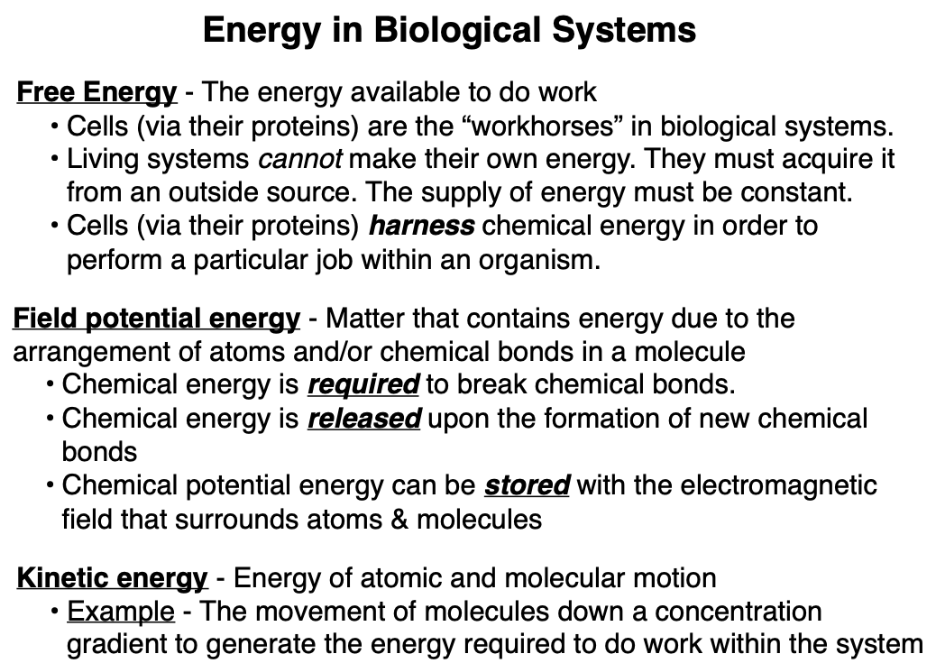 Energy in Biological Systems
Free Energy - The energy available to do work
• Cells (via their proteins) are the “workhorses” in biological systems.
• Living systems cannot make their own energy. They must acquire it
from an outside source. The supply of energy must be constant.
• Cells (via their proteins) harness chemical energy in order to
perform a particular job within an organism.
Field potential energy - Matter that contains energy due to the
arrangement of atoms and/or chemical bonds in a molecule
• Chemical energy is required to break chemical bonds.
• Chemical energy is released upon the formation of new chemical
bonds
• Chemical potential energy can be stored with the electromagnetic
field that surrounds atoms & molecules
Kinetic energy - Energy of atomic and molecular motion
• Example - The movement of molecules down a concentration
gradient to generate the energy required to do work within the system